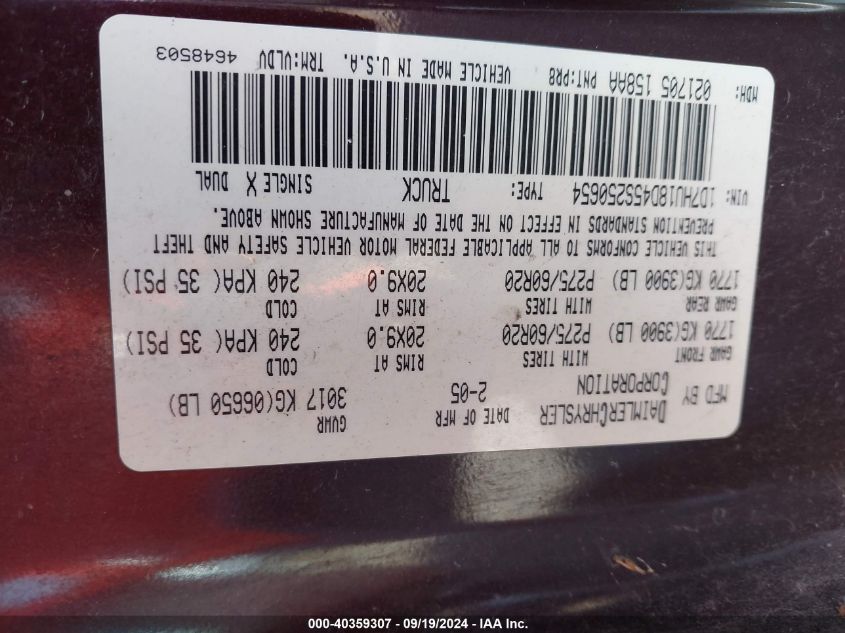 MFD BY DAIMLERCHRYSLER CORPORATION DATE OF MFR 2-05 GVWR 3017 KG(06650 LB)
GAWR FRONT WITH TIRES RIMS AT COLD
1770 KG(3900 LB) P275/60R20 20X9.0 240 KPA( 35 PSI)
GAWR REAR WITH TIRES RIMS AT COLD
1770 KG(3900 LB) P275/60R20 20X9.0 240 KPA( 35 PSI)
THIS VEHICLE CONFORMS TO ALL APPLICABLE FEDERAL MOTOR VEHICLE SAFETY AND THEFT
PREVENTION STANDARDS IN EFFECT ON THE DATE OF MANUFACTURE SHOWN ABOVE.
VIN: 1D7HU18D45S250654 TYPE: TRUCK SINGLE X DUAL
MDH: 021705 158AA PNT:PR8 VEHICLE MADE IN U.S.A. TRM:VLDV 4648503
000-40359307 - 09/19/2024 - IAA Inc.